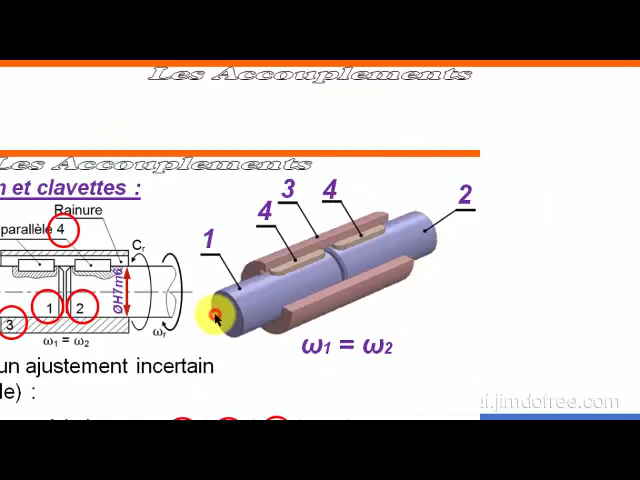 Les Accouplements
Les Accouplements
n et clavettes :
Rainure
parallèle 4
Cr
ØH7m6
1 2
3
ωr
ω1 = ω2
3 4 2
4
1
ω1 = ω2
un ajustement incertain
le) :
i.jimdofree.com